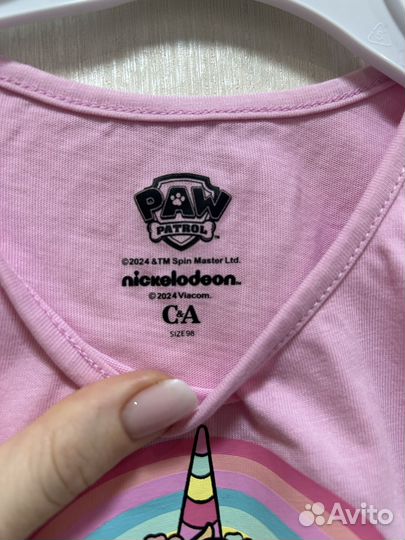 PAW
PATROL
©2024 &TM Spin Master Ltd.
nickelodeon
©2024 Viacom.
C&A
SIZE 98
Avito